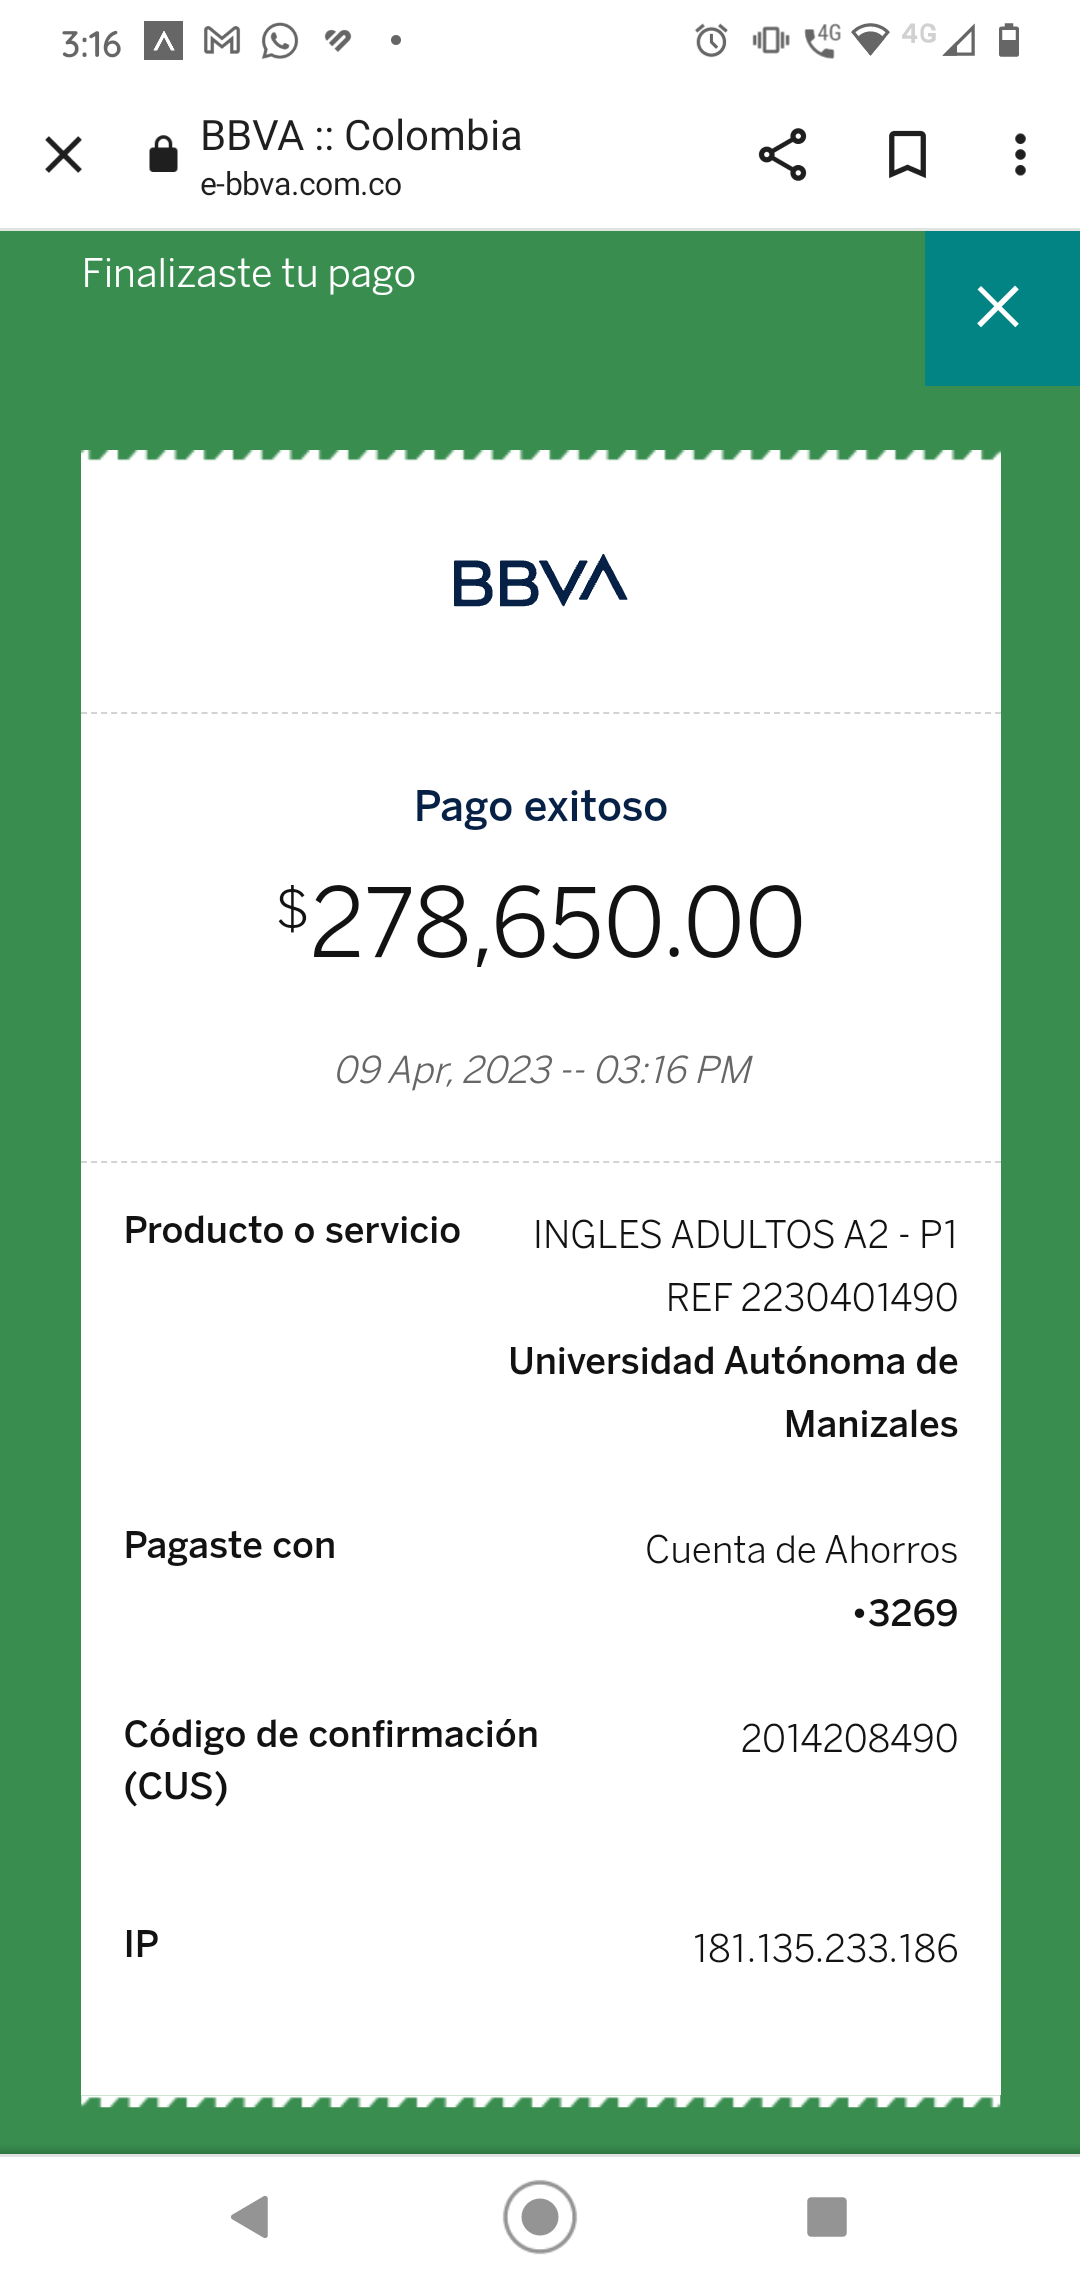 3:16
4G
4G
BBVA :: Colombia
e-bbva.com.co
Finalizaste tu pago
BBVA
Pago exitoso
$278,650.00
09 Apr, 2023 -- 03:16 PM
Producto o servicio INGLES ADULTOS A2 - P1
REF 2230401490
Universidad Autónoma de
Manizales
Pagaste con Cuenta de Ahorros
•3269
Código de confirmación 2014208490
(CUS)
IP 181.135.233.186